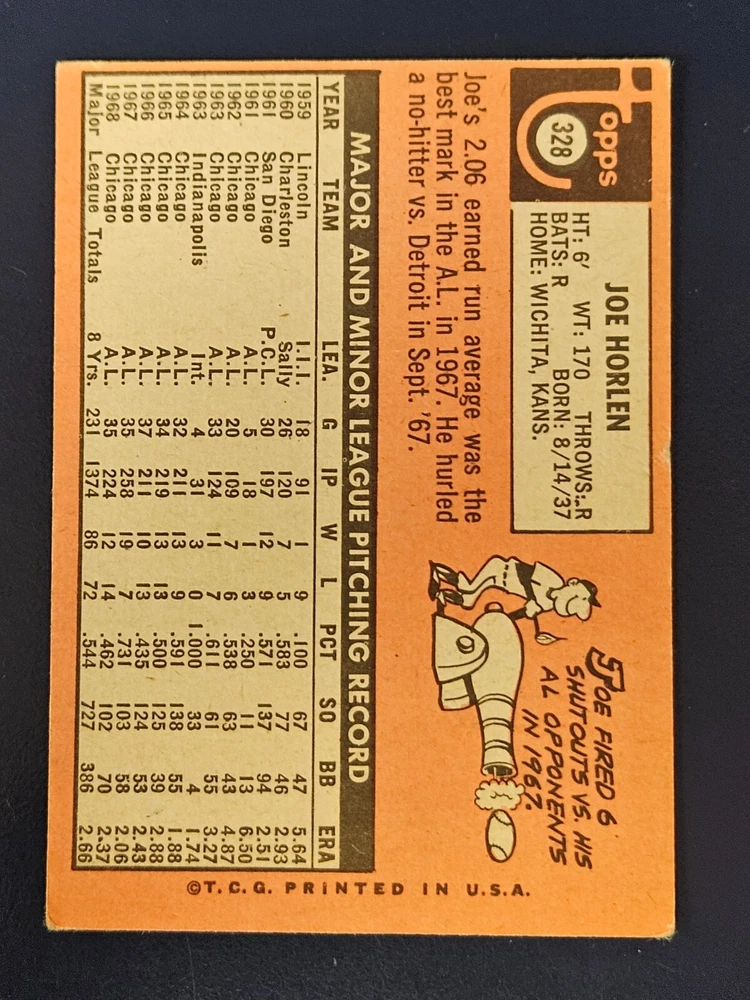 Topps
328
JOE HORLEN
HT: 6' WT: 170 THROWS: R
BATS: R BORN: 8/14/37
HOME: WICHITA, KANS.
Joe's 2.06 earned run average was the
best mark in the A.L. in 1967. He hurled
a no-hitter vs. Detroit in Sept. '67.
JOE FIRED 6
SHUTOUTS VS. HIS
AL OPPONENTS
IN 1967.
MAJOR AND MINOR LEAGUE PITCHING RECORD
YEAR TEAM LEA. G IP W L PCT SO BB ERA
1959 Lincoln I.I.I. 18 91 1 9 .100 67 47 5.64
1960 Charleston Sally 26 120 7 5 .583 77 46 2.93
1961 San Diego P.C.L. 30 197 12 9 .571 137 94 2.51
1961 Chicago A.L. 5 18 1 3 .250 11 13 6.50
1962 Chicago A.L. 20 109 7 6 .538 63 43 4.87
1963 Chicago A.L. 33 124 11 7 .611 61 55 3.27
1963 Indianapolis Int. 4 31 3 0 1.000 33 4 1.74
1964 Chicago A.L. 32 211 13 9 .591 138 55 1.88
1965 Chicago A.L. 34 219 13 13 .500 125 39 2.88
1966 Chicago A.L. 37 211 10 13 .435 124 53 2.43
1967 Chicago A.L. 35 258 19 7 .731 103 58 2.06
1968 Chicago A.L. 35 224 12 14 .462 102 70 2.37
Major League Totals 8 Yrs. 231 1374 86 72 .544 727 386 2.66
©T.C.G. PRINTED IN U.S.A.